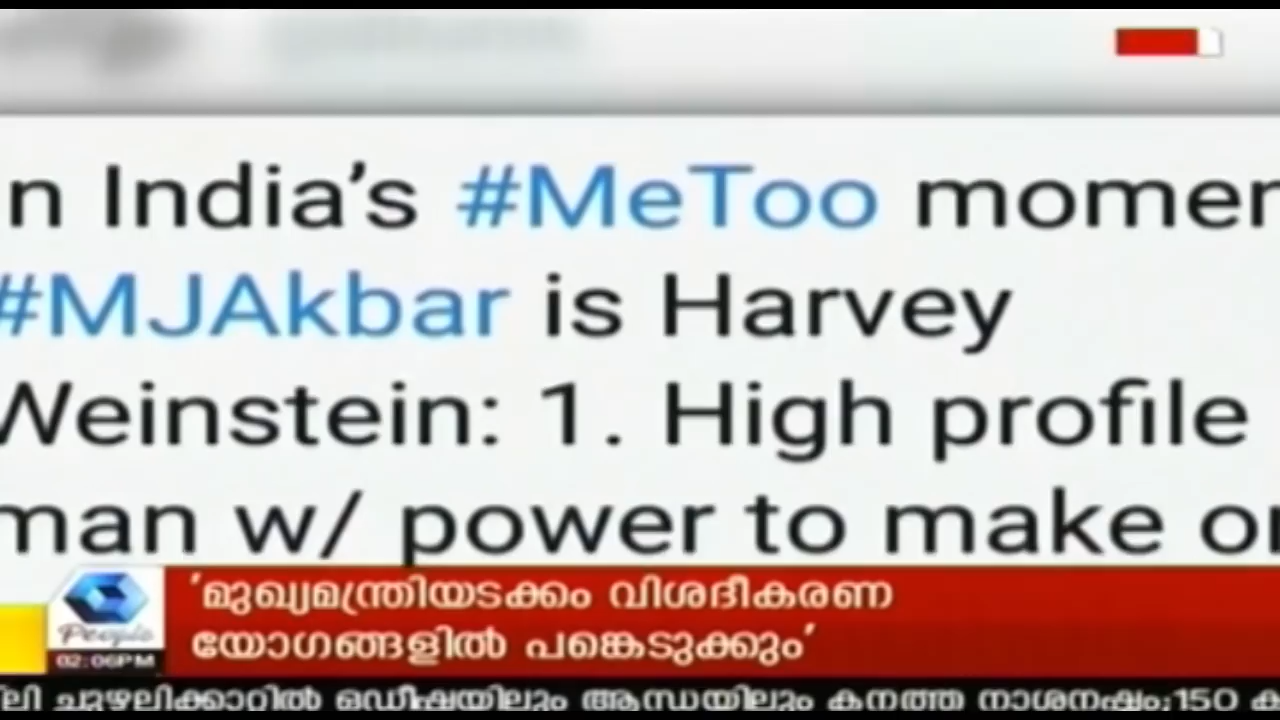 n India's #MeToo momen
#MJAkbar is Harvey
Weinstein: 1. High profile
man w/ power to make or
'മുഖ്യമന്ത്രിയടക്കം വിശദീകരണ
യോഗങ്ങളിൽ പങ്കെടുക്കും'
People
02:06PM
ലി ചുഴലിക്കാറ്റിൽ ഒഡീഷയിലും ആന്ധ്രയിലും കനത്ത നാശനഷ്ടം;150 ക